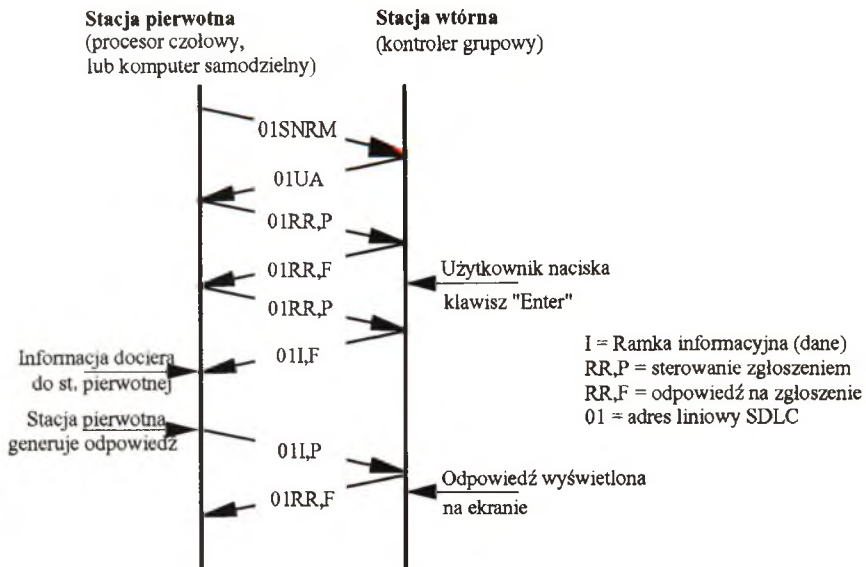 Stacja pierwotna
(procesor czołowy,
lub komputer samodzielny)
Stacja wtórna
(kontroler grupowy)
01SNRM
01UA
01RR,P
01RR,F
Użytkownik naciska
klawisz "Enter"
01RR,P
01I,F
Informacja dociera
do st. pierwotnej
I = Ramka informacyjna (dane)
RR,P = sterowanie zgłoszeniem
RR,F = odpowiedź na zgłoszenie
01 = adres liniowy SDLC
Stacja pierwotna
generuje odpowiedź
01I,P
Odpowiedź wyświetlona
na ekranie
01RR,F